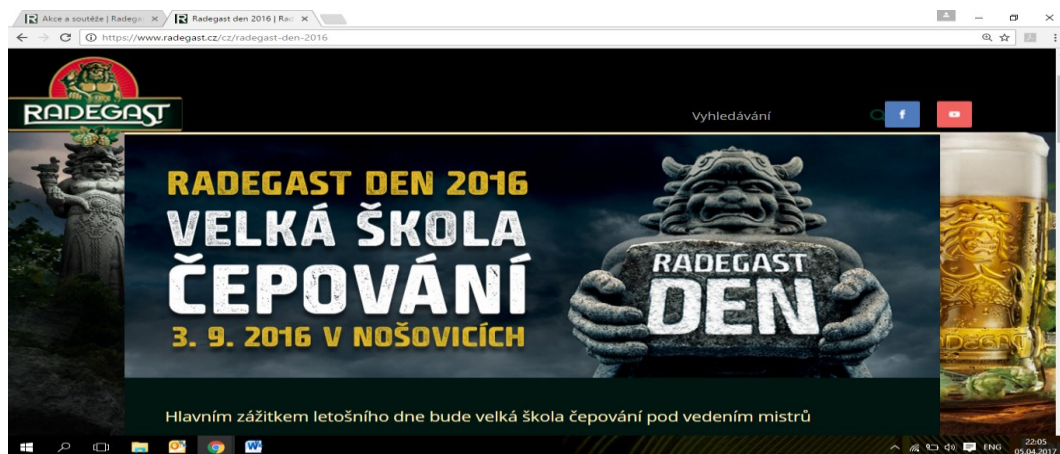 Akce a soutěže | Radega
Radegast den 2016 | Rad
https://www.radegast.cz/cz/radegast-den-2016
RADEGAST
Vyhledávání
RADEGAST DEN 2016
VELKÁ ŠKOLA
ČEPOVÁNÍ
3. 9. 2016 V NOŠOVICÍCH
RADEGAST
DEN
Hlavním zážitkem letošního dne bude velká škola čepování pod vedením mistrů
ENG
22:05
05.04.2017